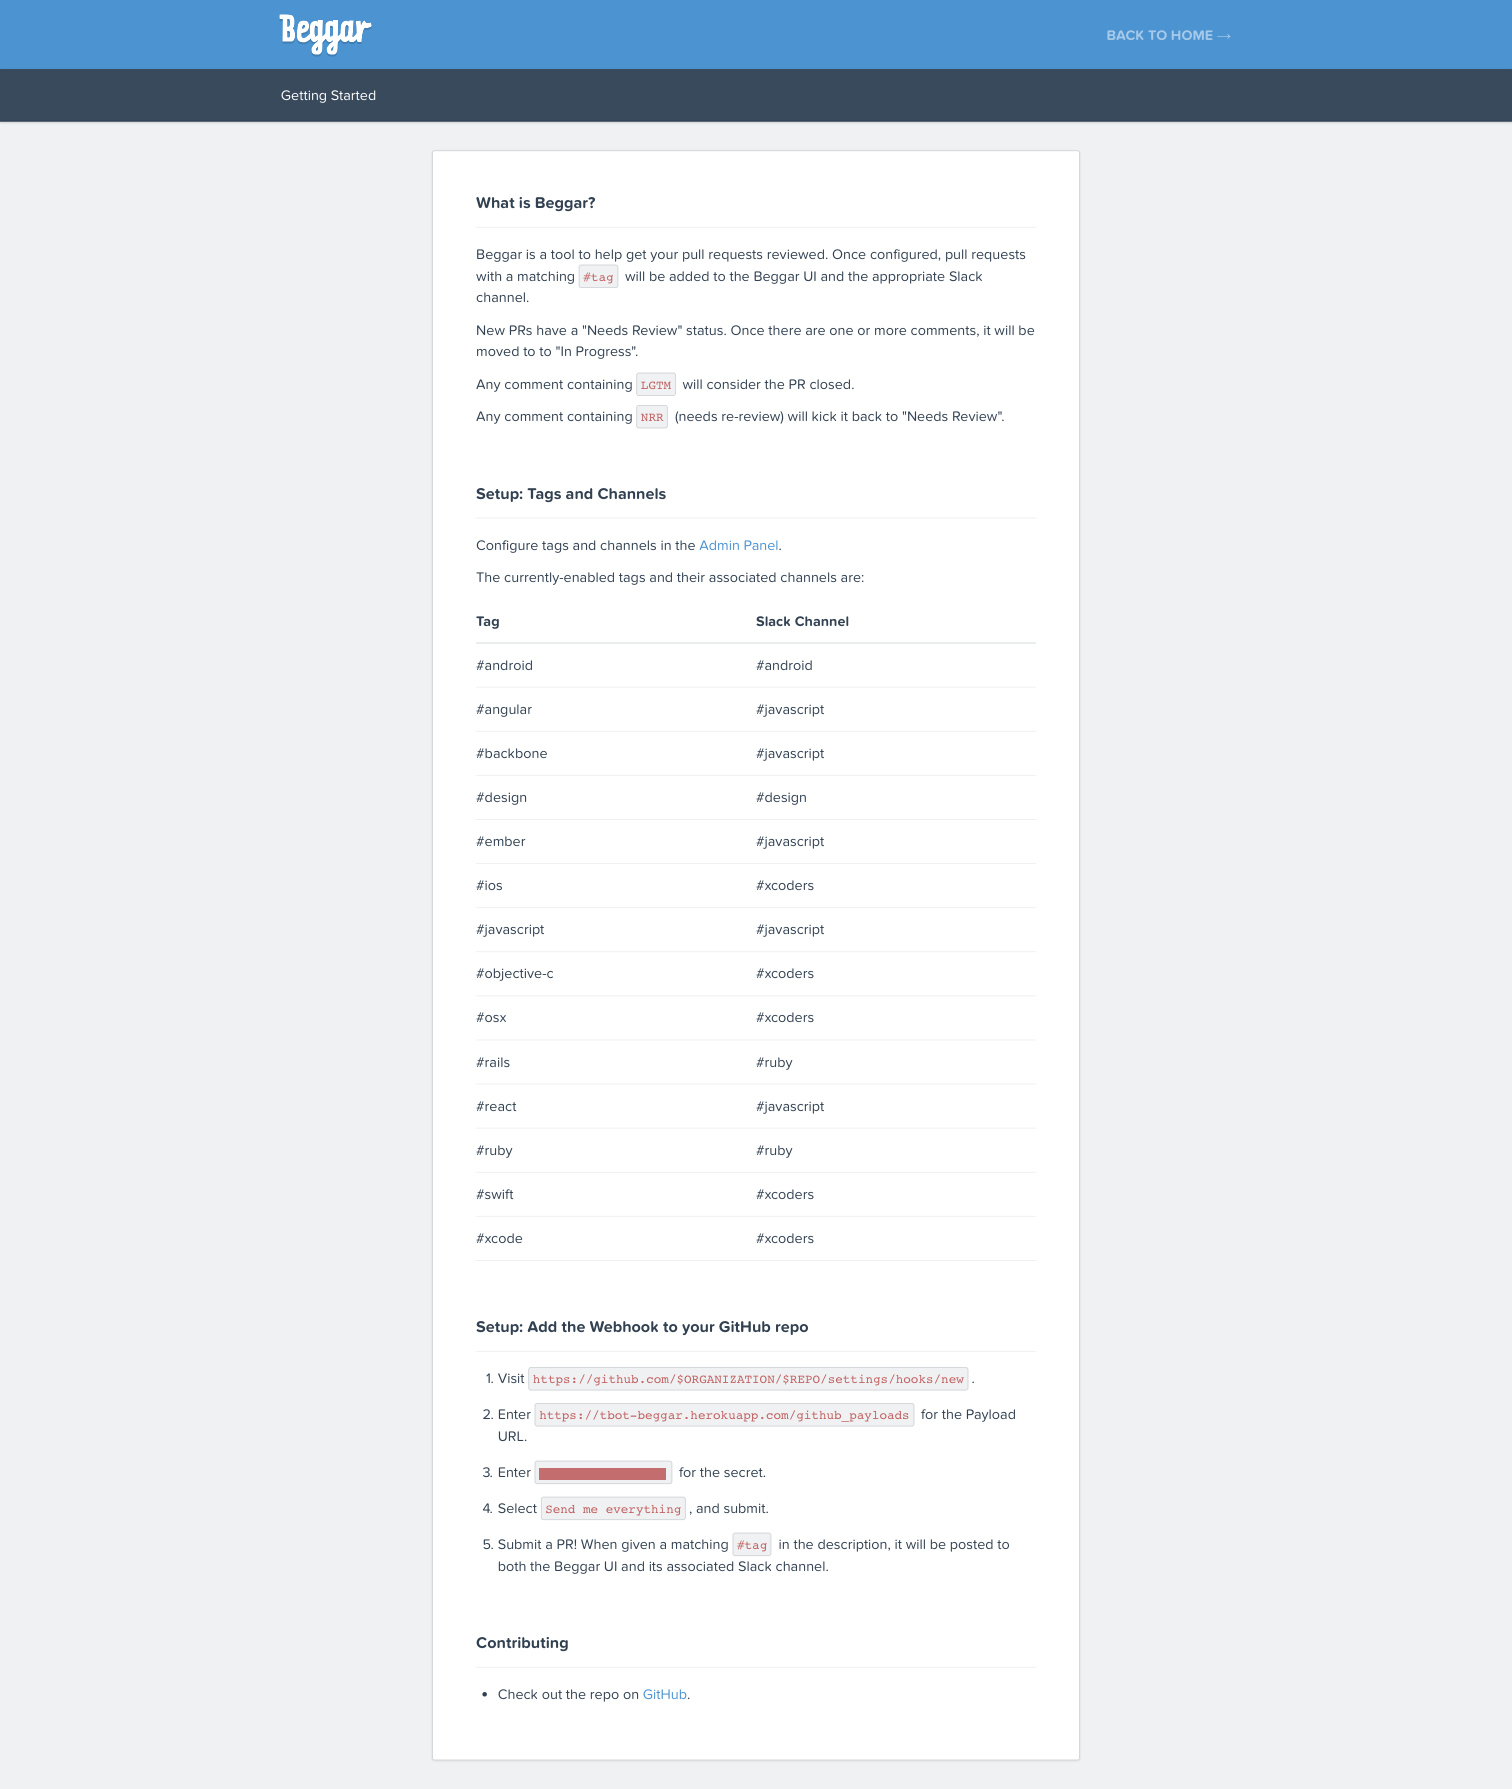 Beggar
BACK TO HOME →
Getting Started
What is Beggar?
Beggar is a tool to help get your pull requests reviewed. Once configured, pull requests
with a matching #tag will be added to the Beggar UI and the appropriate Slack
channel.
New PRs have a "Needs Review" status. Once there are one or more comments, it will be
moved to to "In Progress".
Any comment containing LGTM will consider the PR closed.
Any comment containing NRR (needs re-review) will kick it back to "Needs Review".
Setup: Tags and Channels
Configure tags and channels in the Admin Panel.
The currently-enabled tags and their associated channels are:
Tag Slack Channel
#android #android
#angular #javascript
#backbone #javascript
#design #design
#ember #javascript
#ios #xcoders
#javascript #javascript
#objective-c #xcoders
#osx #xcoders
#rails #ruby
#react #javascript
#ruby #ruby
#swift #xcoders
#xcode #xcoders
Setup: Add the Webhook to your GitHub repo
1. Visit https://github.com/$ORGANIZATION/$REPO/settings/hooks/new .
2. Enter https://tbot-beggar.herokuapp.com/github_payloads for the Payload
URL.
3. Enter for the secret.
4. Select Send me everything , and submit.
5. Submit a PR! When given a matching #tag in the description, it will be posted to
both the Beggar UI and its associated Slack channel.
Contributing
• Check out the repo on GitHub.